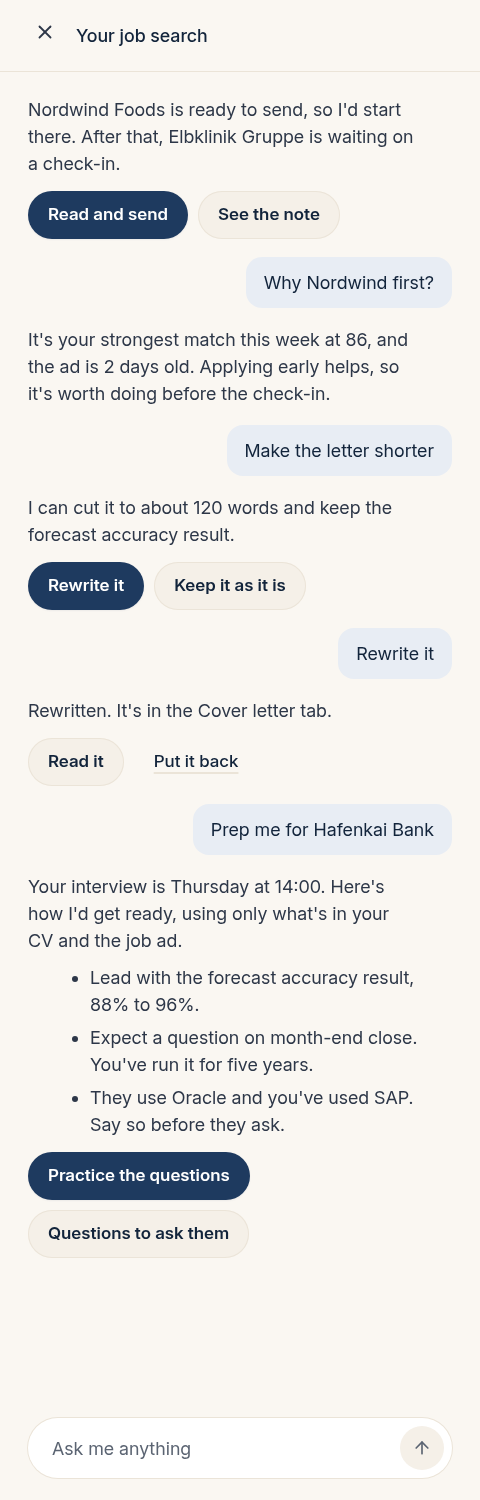 Your job search
Nordwind Foods is ready to send, so I'd start
there. After that, Elbklinik Gruppe is waiting on
a check-in.
Read and send
See the note
Why Nordwind first?
It's your strongest match this week at 86, and
the ad is 2 days old. Applying early helps, so
it's worth doing before the check-in.
Make the letter shorter
I can cut it to about 120 words and keep the
forecast accuracy result.
Rewrite it
Keep it as it is
Rewrite it
Rewritten. It's in the Cover letter tab.
Read it
Put it back
Prep me for Hafenkai Bank
Your interview is Thursday at 14:00. Here's
how I'd get ready, using only what's in your
CV and the job ad.
• Lead with the forecast accuracy result,
88% to 96%.
• Expect a question on month-end close.
You've run it for five years.
• They use Oracle and you've used SAP.
Say so before they ask.
Practice the questions
Questions to ask them
Ask me anything